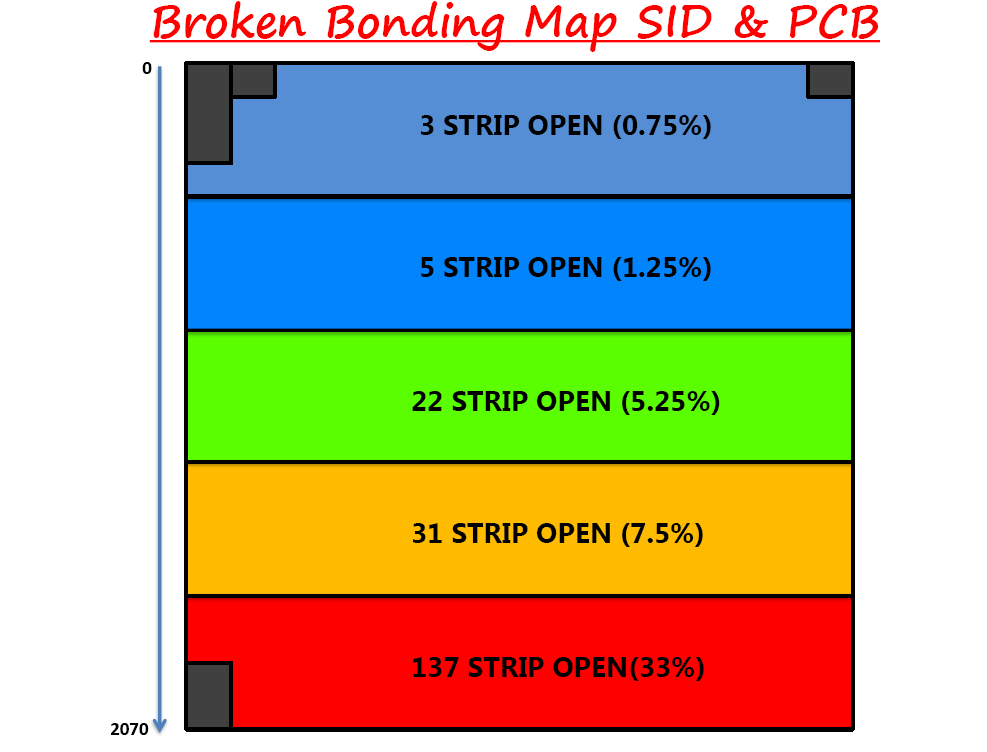 Broken Bonding Map SID & PCB
0
3 STRIP OPEN (0.75%)
5 STRIP OPEN (1.25%)
22 STRIP OPEN (5.25%)
31 STRIP OPEN (7.5%)
137 STRIP OPEN(33%)
2070